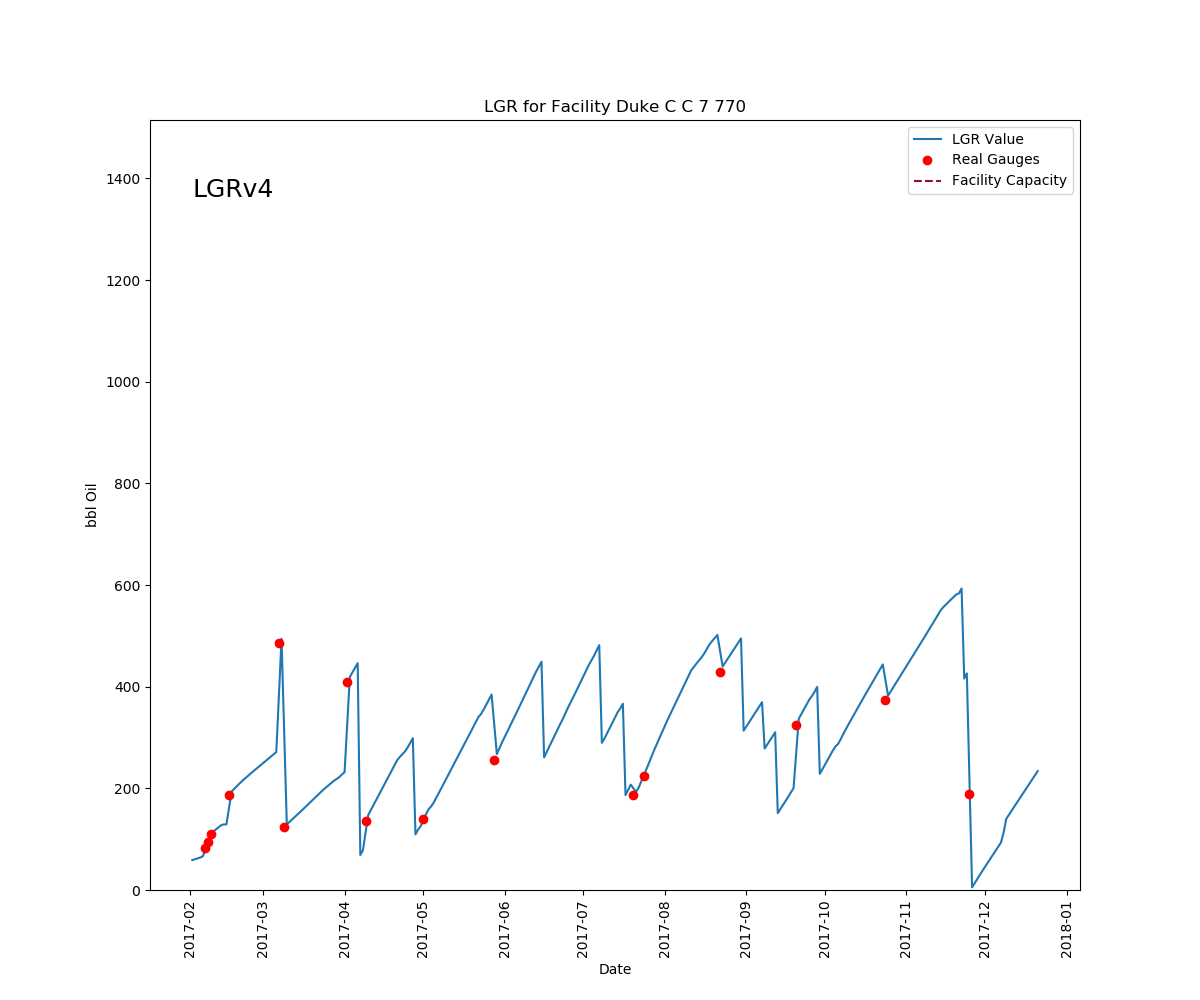 LGR for Facility Duke C C 7 770
LGRv4
LGR Value
Real Gauges
Facility Capacity
bbl Oil
1400
1200
1000
800
600
400
200
0
2017-02
2017-03
2017-04
2017-05
2017-06
2017-07
2017-08
2017-09
2017-10
2017-11
2017-12
2018-01
Date